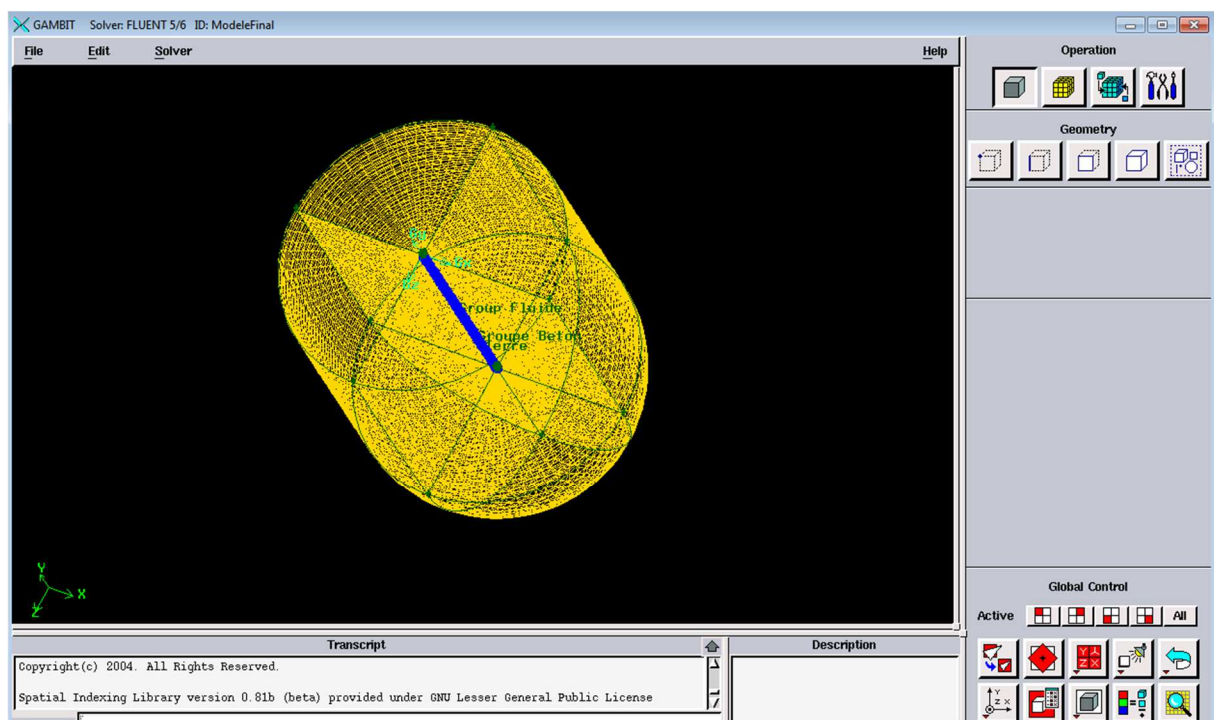 GAMBIT Solver: FLUENT 5/6 ID: ModeleFinal
File Edit Solver Help
Operation
Geometry
Group Fluide
Groupe Beton
Terre
Y
X
Z
Global Control
Active All
Transcript
Description
Copyright(c) 2004. All Rights Reserved.
Spatial Indexing Library version 0.81b (beta) provided under GNU Lesser General Public License